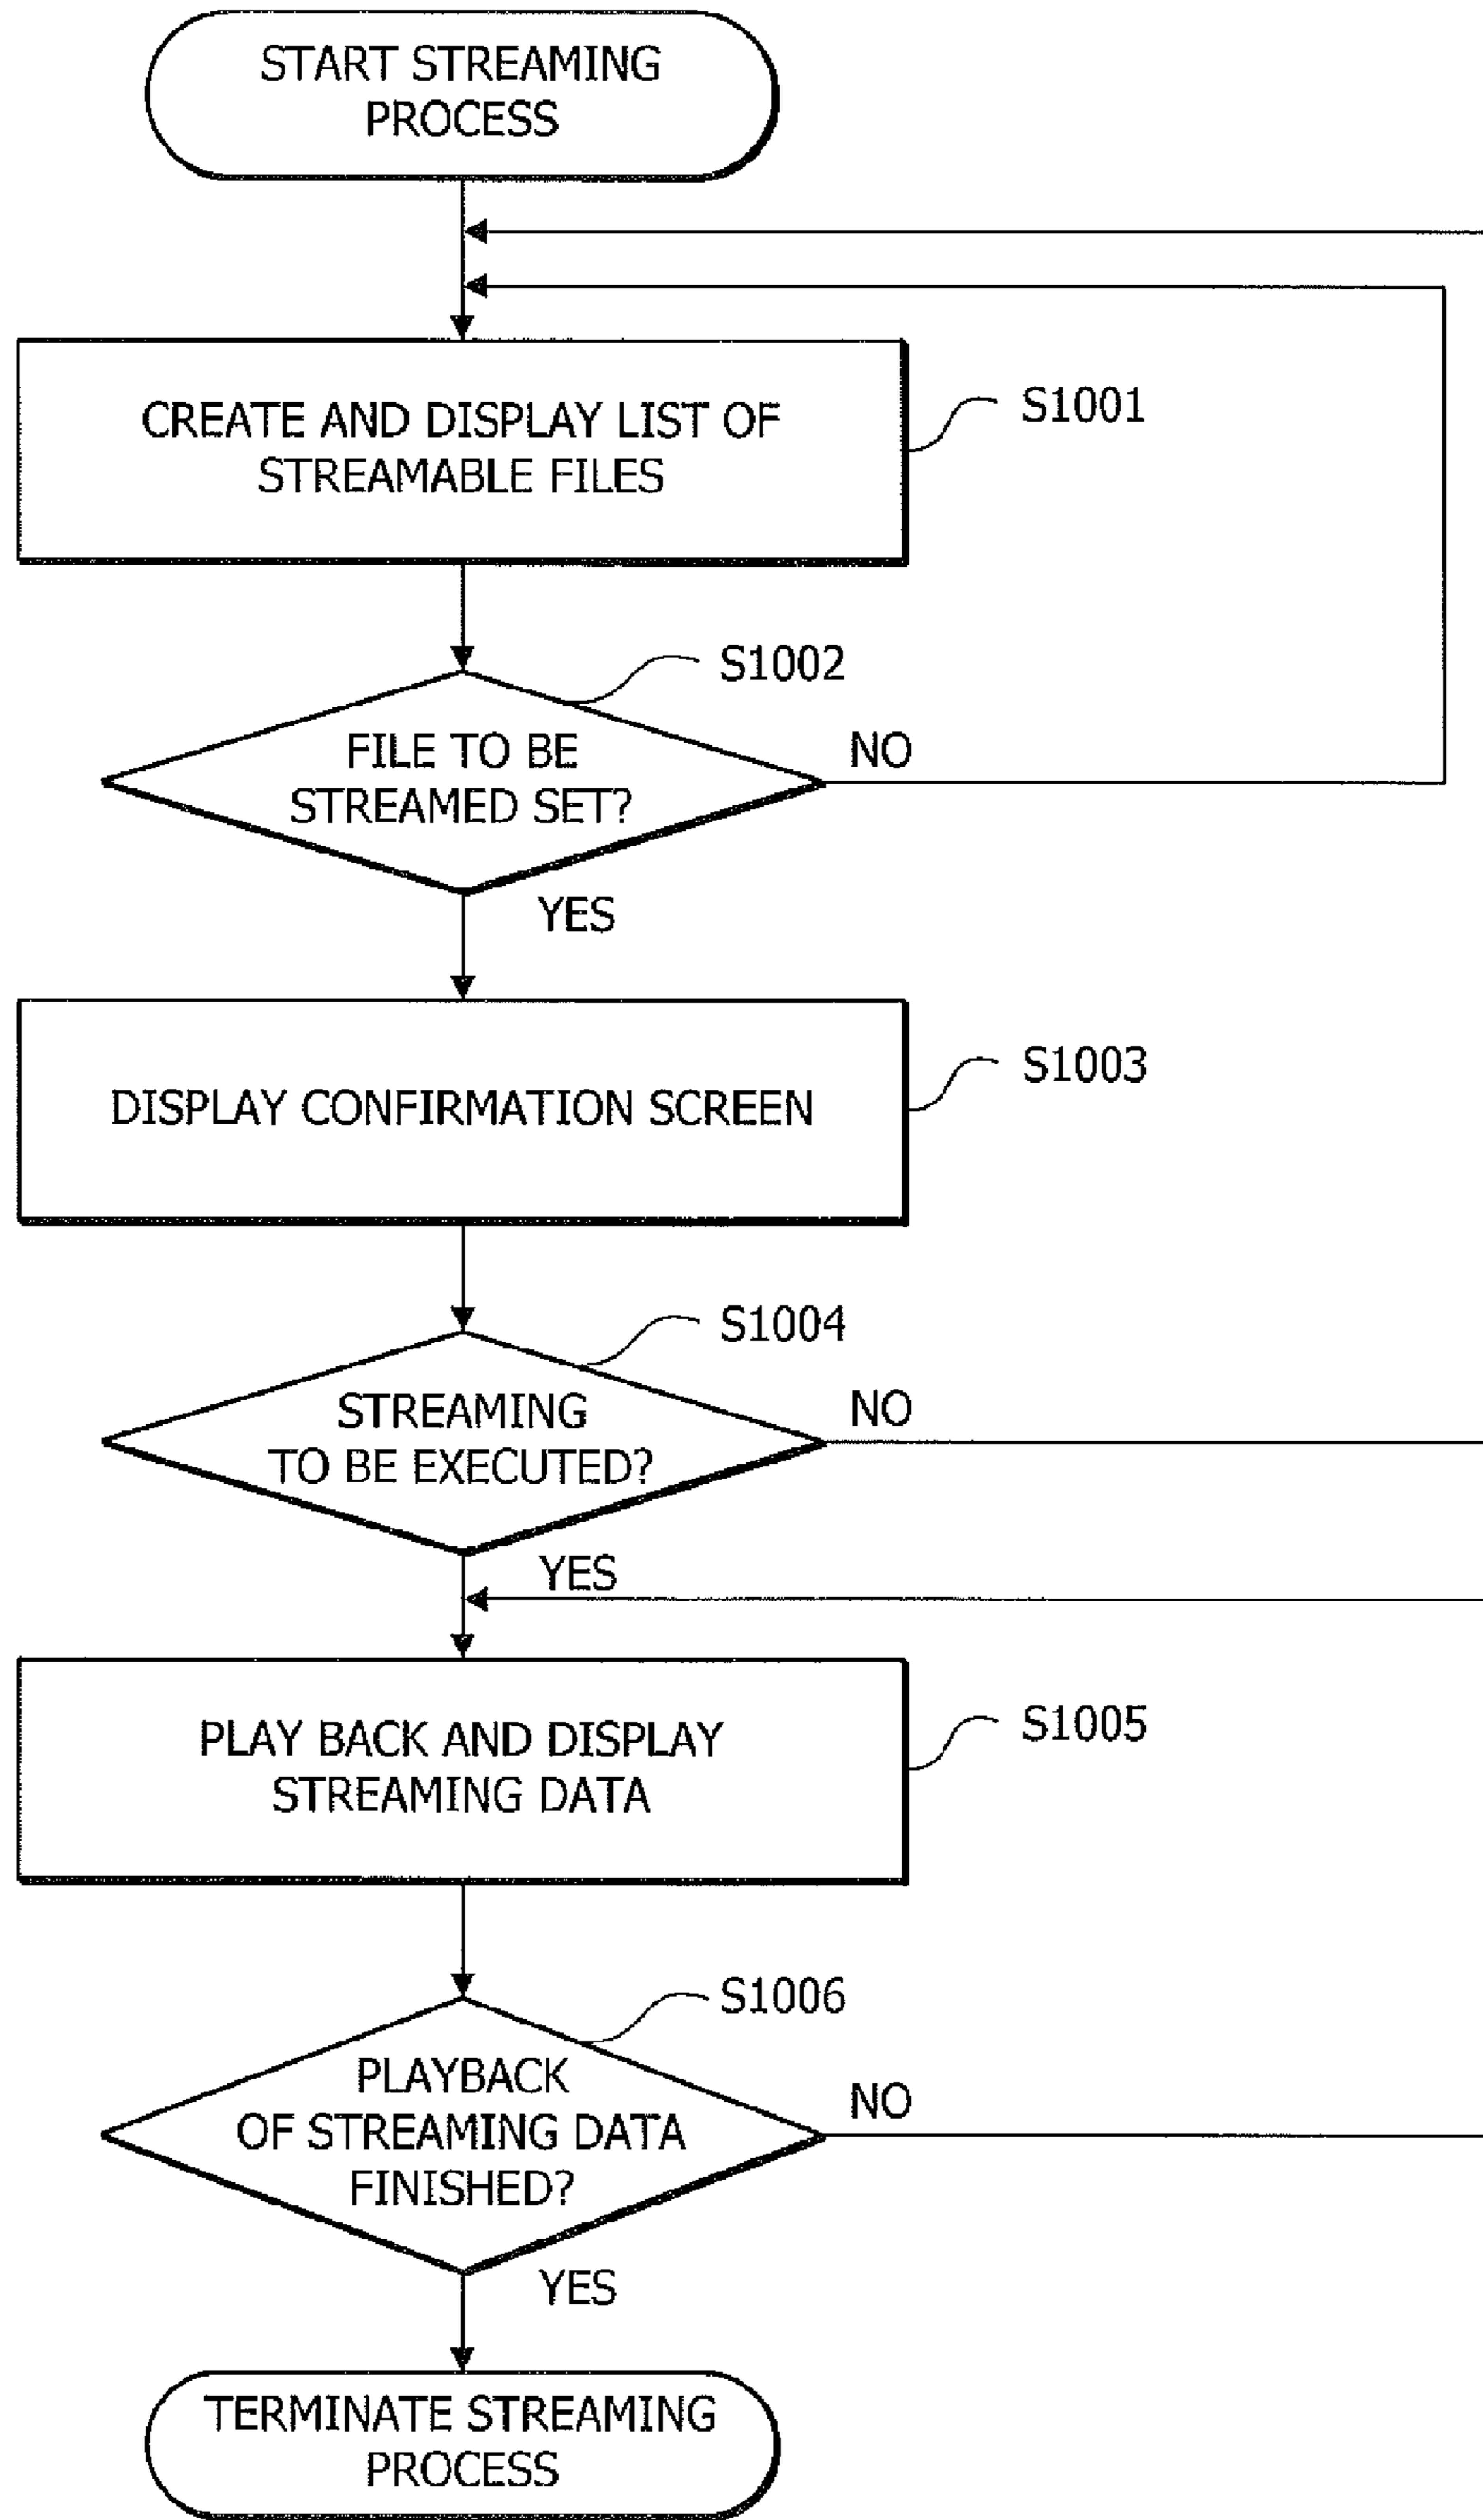 START STREAMING
PROCESS
CREATE AND DISPLAY LIST OF
STREAMABLE FILES
S1001
S1002
FILE TO BE
STREAMED SET?
NO
YES
DISPLAY CONFIRMATION SCREEN
S1003
S1004
STREAMING
TO BE EXECUTED?
NO
YES
PLAY BACK AND DISPLAY
STREAMING DATA
S1005
S1006
PLAYBACK
OF STREAMING DATA
FINISHED?
NO
YES
TERMINATE STREAMING
PROCESS